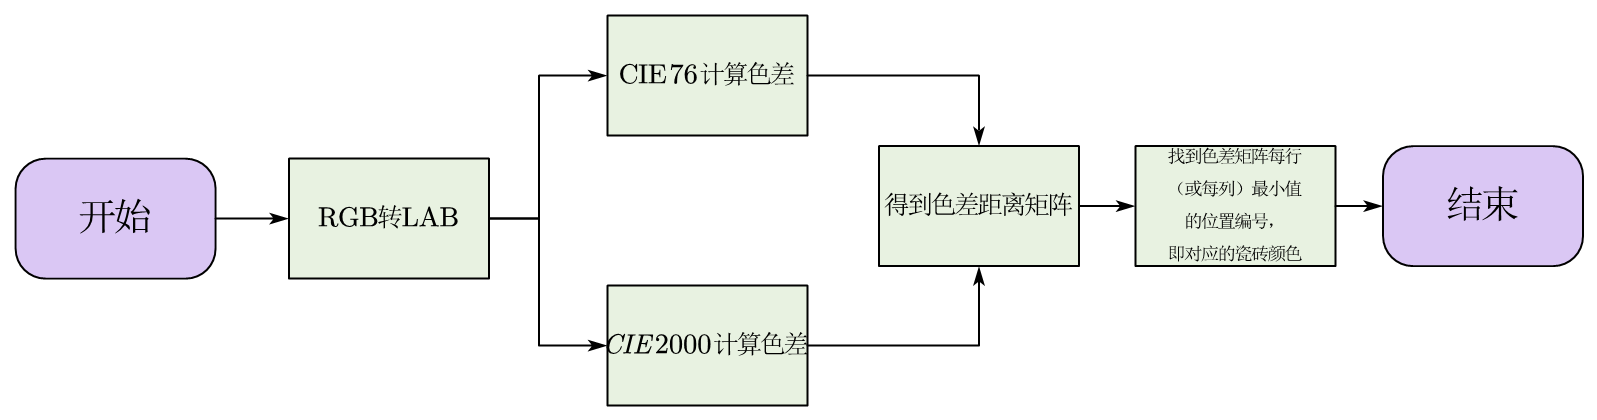 开始
RGB转LAB
CIE76计算色差
CIE2000计算色差
得到色差距离矩阵
找到色差矩阵每行
（或每列）最小值
的位置编号，
即对应的瓷砖颜色
结束